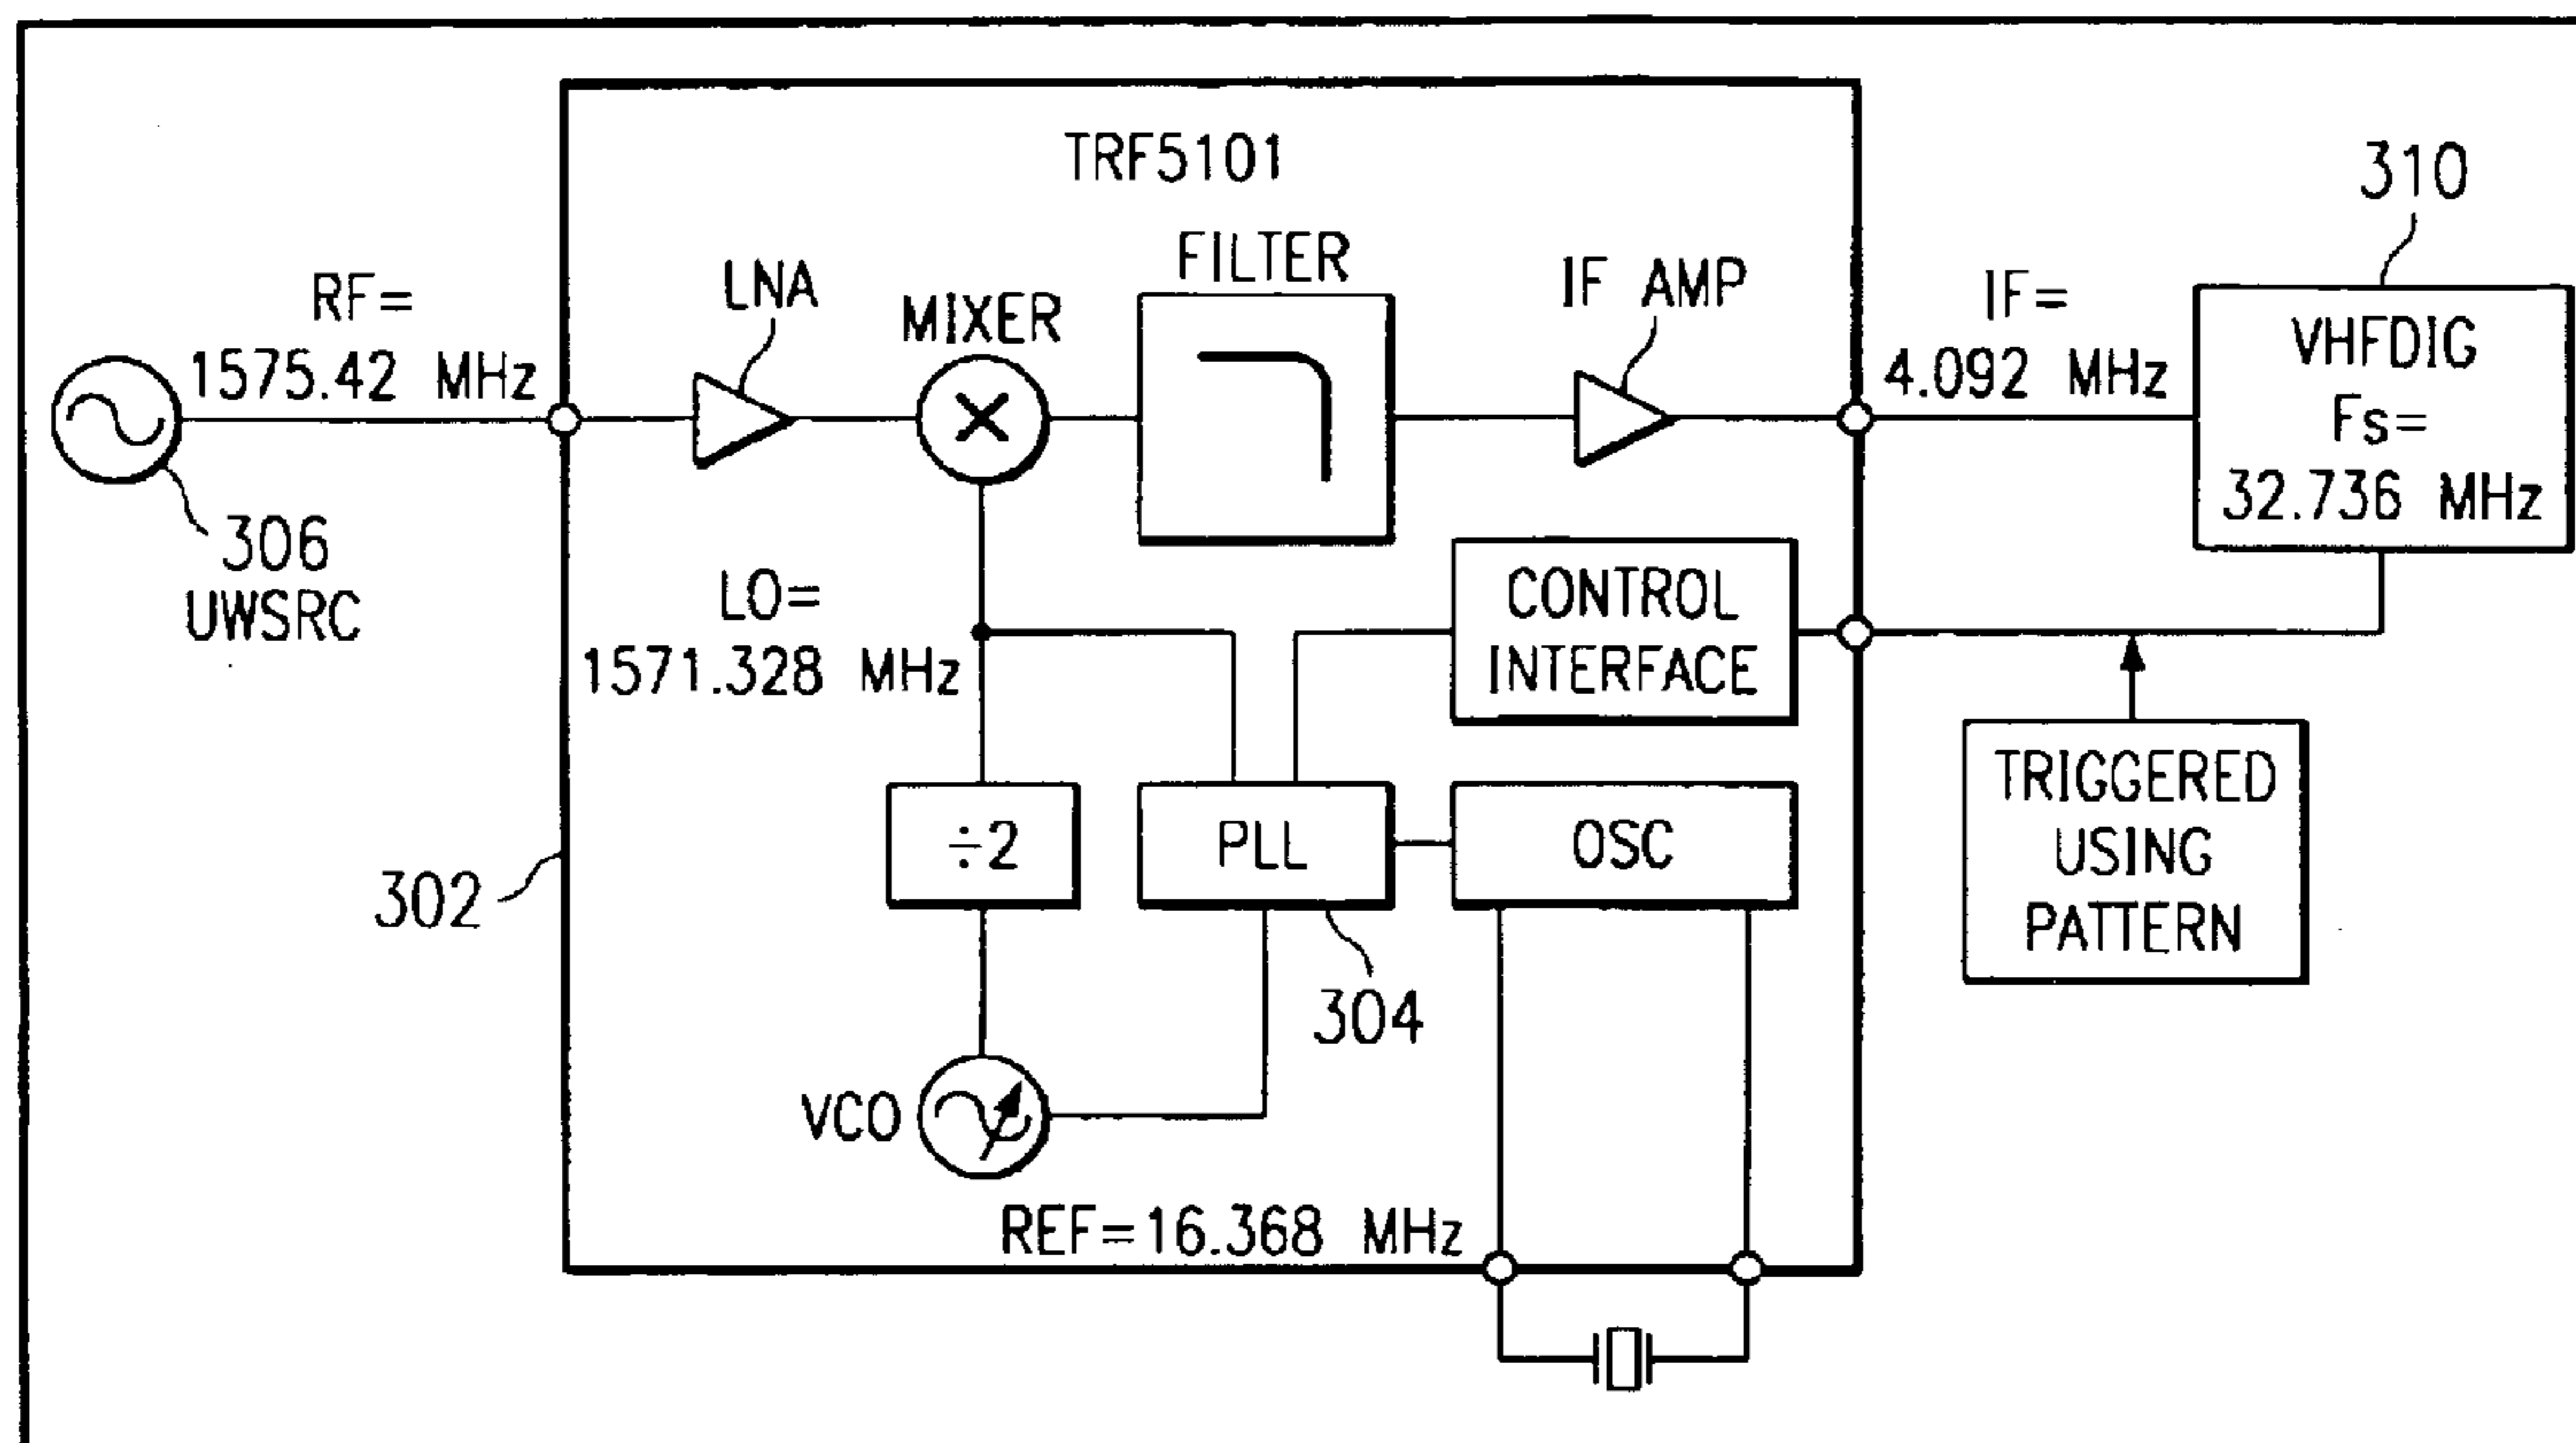 TRF5101
310
RF=
1575.42 MHz
LNA
MIXER
FILTER
IF AMP
IF=
4.092 MHz
VHFDIG
Fs=
32.736 MHz
306
UWSRC
LO=
1571.328 MHz
CONTROL
INTERFACE
÷2
PLL
OSC
TRIGGERED
USING
PATTERN
302
304
VCO
REF=16.368 MHz